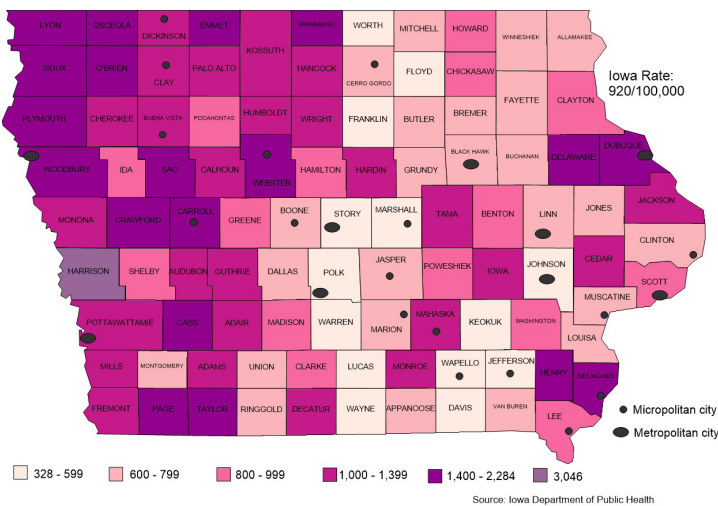 LYON OSCEOLA DICKINSON EMMET WINNEBAGO WORTH MITCHELL HOWARD WINNESHIEK ALLAMAKEE
SIOUX O'BRIEN CLAY PALO ALTO KOSSUTH HANCOCK CERRO GORDO FLOYD CHICKASAW
Iowa Rate:
920/100,000
PLYMOUTH CHEROKEE BUENA VISTA POCAHONTAS HUMBOLDT WRIGHT FRANKLIN BUTLER BREMER FAYETTE CLAYTON
WOODBURY IDA SAC CALHOUN WEBSTER HAMILTON HARDIN GRUNDY BLACK HAWK BUCHANAN DELAWARE DUBUQUE
MONONA CRAWFORD CARROLL GREENE BOONE STORY MARSHALL TAMA BENTON LINN JONES JACKSON
CLINTON
HARRISON SHELBY AUDUBON GUTHRIE DALLAS POLK JASPER POWESHIEK IOWA JOHNSON CEDAR SCOTT
MUSCATINE
POTTAWATTAMIE CASS ADAIR MADISON WARREN MARION MAHASKA KEOKUK WASHINGTON LOUISA
MILLS MONTGOMERY ADAMS UNION CLARKE LUCAS MONROE WAPELLO JEFFERSON HENRY DES MOINES
FREMONT PAGE TAYLOR RINGGOLD DECATUR WAYNE APPANOOSE DAVIS VAN BUREN LEE
Micropolitan city
Metropolitan city
328 - 599 600 - 799 800 - 999 1,000 - 1,399 1,400 - 2,284 3,046
Source: Iowa Department of Public Health